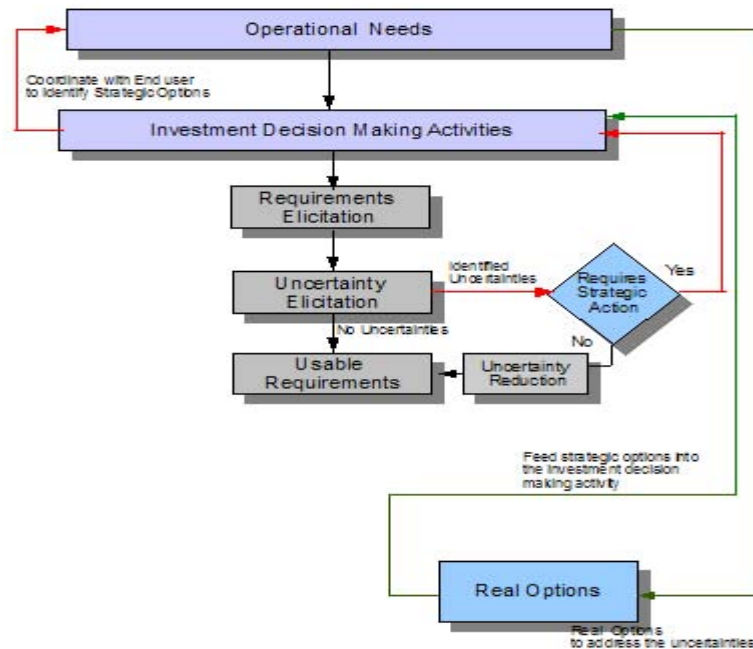 Operational Needs
Coordinate with End user
to Identify Strategic Options
Investment Decision Making Activities
Requirements
Elicitation
Uncertainty
Elicitation
Identified
Uncertainties
Requires
Strategic
Action
Yes
No Uncertainties
No
Usable
Requirements
Uncertainty
Reduction
Feed strategic options into
the investment decision
making activity
Real Options
Real Options
to address the uncertainties